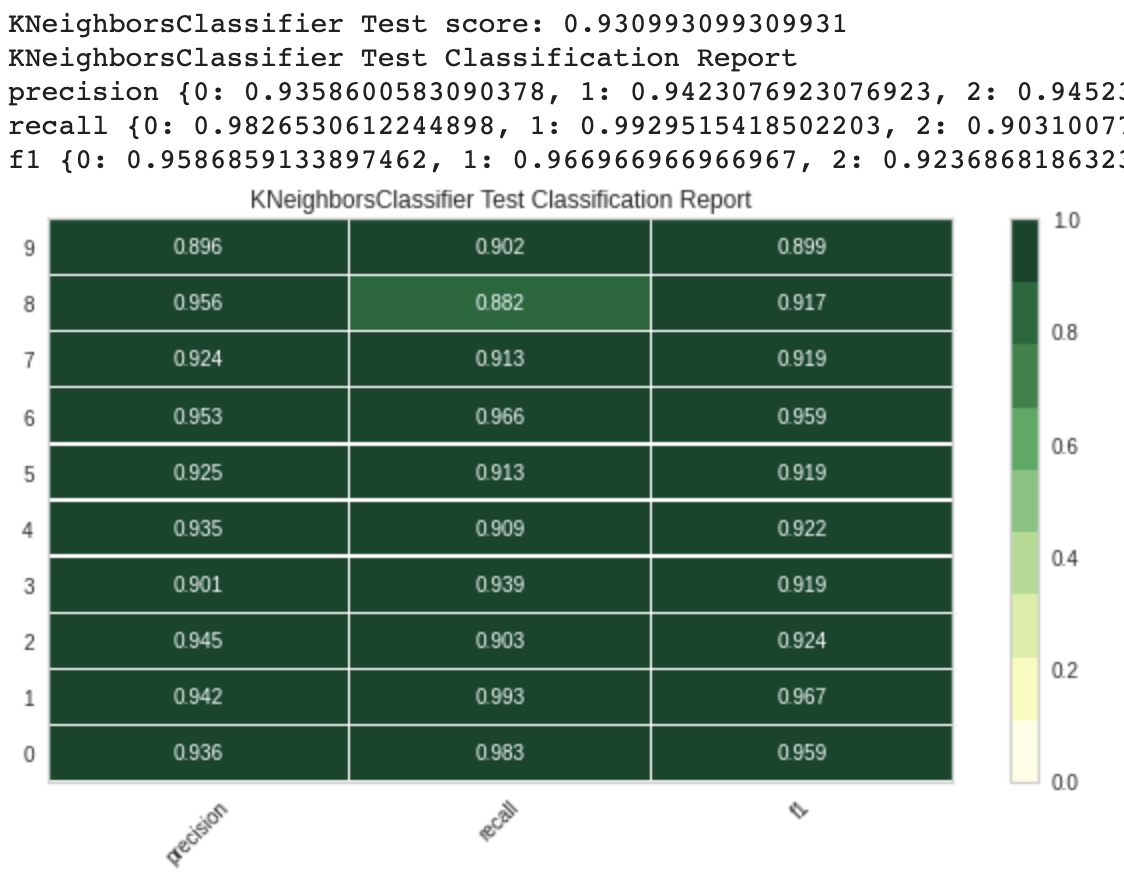 KNeighborsClassifier Test score: 0.930993099309931
KNeighborsClassifier Test Classification Report
precision {0: 0.9358600583090378, 1: 0.9423076923076923, 2: 0.94523
recall {0: 0.9826530612244898, 1: 0.9929515418502203, 2: 0.90310077
f1 {0: 0.9586859133897462, 1: 0.966966966966967, 2: 0.9236868186323
KNeighborsClassifier Test Classification Report
9 0.896 0.902 0.899 1.0
8 0.956 0.882 0.917 0.8
7 0.924 0.913 0.919
6 0.953 0.966 0.959 0.6
5 0.925 0.913 0.919
4 0.935 0.909 0.922 0.4
3 0.901 0.939 0.919
2 0.945 0.903 0.924 0.2
1 0.942 0.993 0.967
0 0.936 0.983 0.959 0.0
precision recall f1